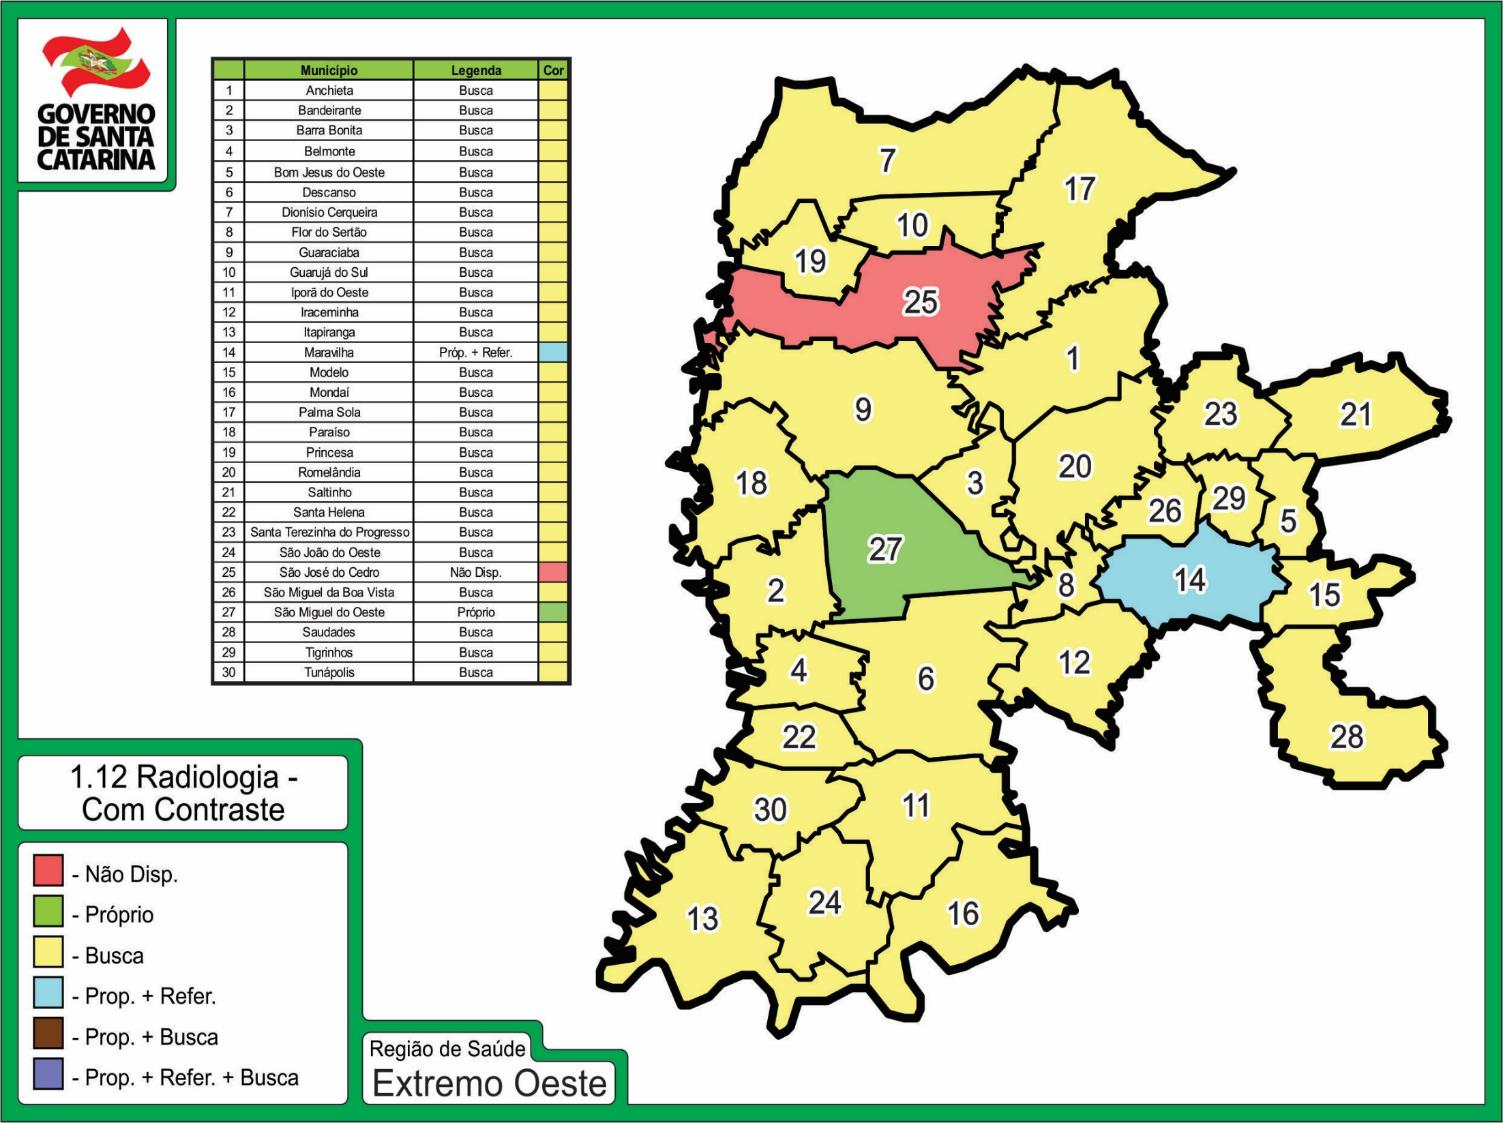 GOVERNO
DE SANTA
CATARINA
Município Legenda Cor
1 Anchieta Busca
2 Bandeirante Busca
3 Barra Bonita Busca
4 Belmonte Busca
5 Bom Jesus do Oeste Busca
6 Descanso Busca
7 Dionísio Cerqueira Busca
8 Flor do Sertão Busca
9 Guaraciaba Busca
10 Guarujá do Sul Busca
11 Iporã do Oeste Busca
12 Iraceminha Busca
13 Itapiranga Busca
14 Maravilha Próp. + Refer.
15 Modelo Busca
16 Mondaí Busca
17 Palma Sola Busca
18 Paraíso Busca
19 Princesa Busca
20 Romelândia Busca
21 Saltinho Busca
22 Santa Helena Busca
23 Santa Terezinha do Progresso Busca
24 São João do Oeste Busca
25 São José do Cedro Não Disp.
26 São Miguel da Boa Vista Busca
27 São Miguel do Oeste Próprio
28 Saudades Busca
29 Tigrinhos Busca
30 Tunápolis Busca
7
17
10
19
25
1
9
23
21
18
3
20
26
29
5
27
2
8
14
15
4
6
12
22
28
30
11
13
24
16
1.12 Radiologia -
Com Contraste
- Não Disp.
- Próprio
- Busca
- Prop. + Refer.
- Prop. + Busca
- Prop. + Refer. + Busca
Região de Saúde
Extremo Oeste